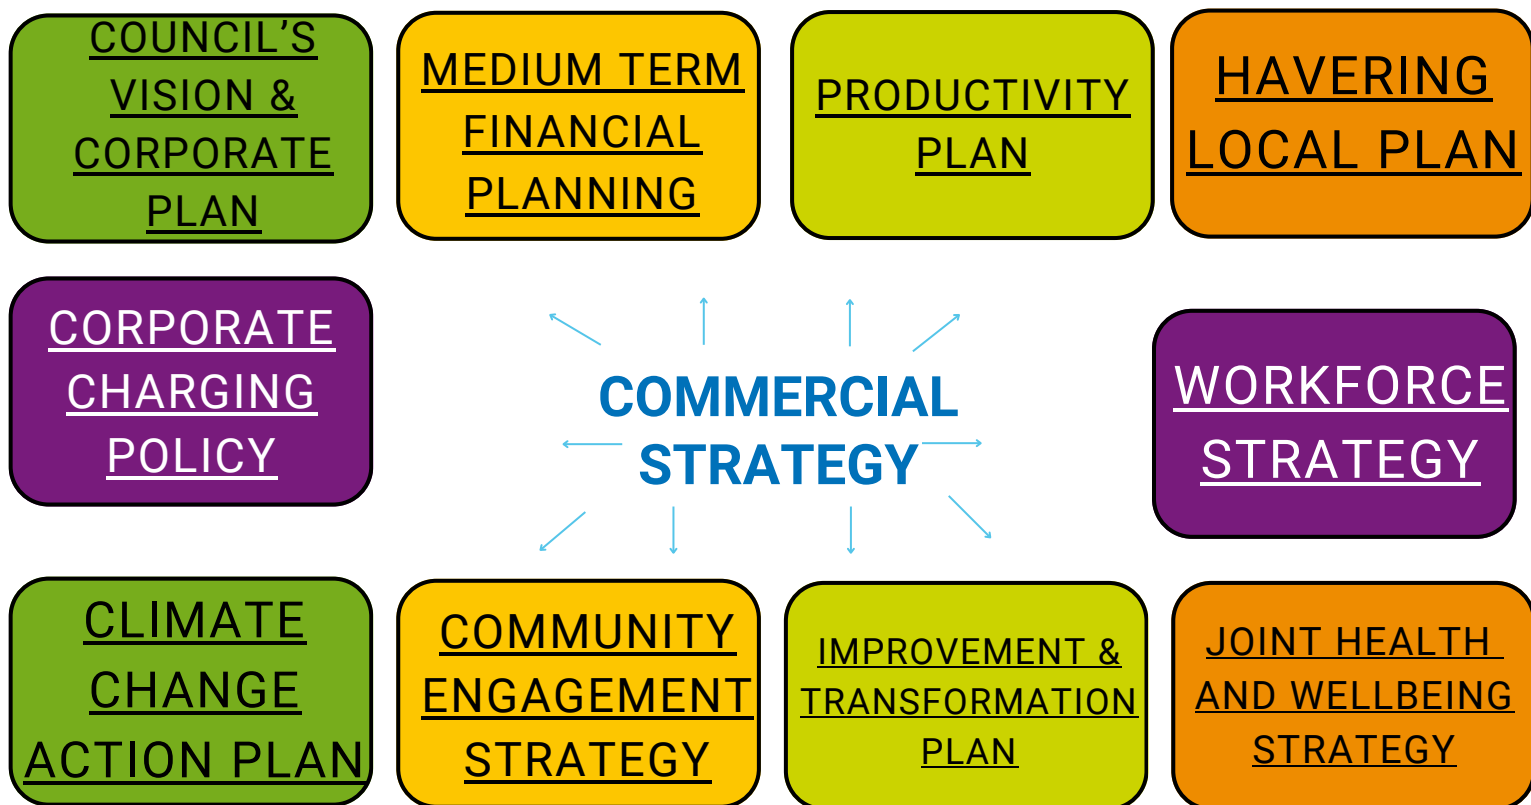 COUNCIL'S
VISION &
CORPORATE
PLAN
MEDIUM TERM
FINANCIAL
PLANNING
PRODUCTIVITY
PLAN
HAVERING
LOCAL PLAN
CORPORATE
CHARGING
POLICY
COMMERCIAL
STRATEGY
WORKFORCE
STRATEGY
CLIMATE
CHANGE
ACTION PLAN
COMMUNITY
ENGAGEMENT
STRATEGY
IMPROVEMENT &
TRANSFORMATION
PLAN
JOINT HEALTH
AND WELLBEING
STRATEGY